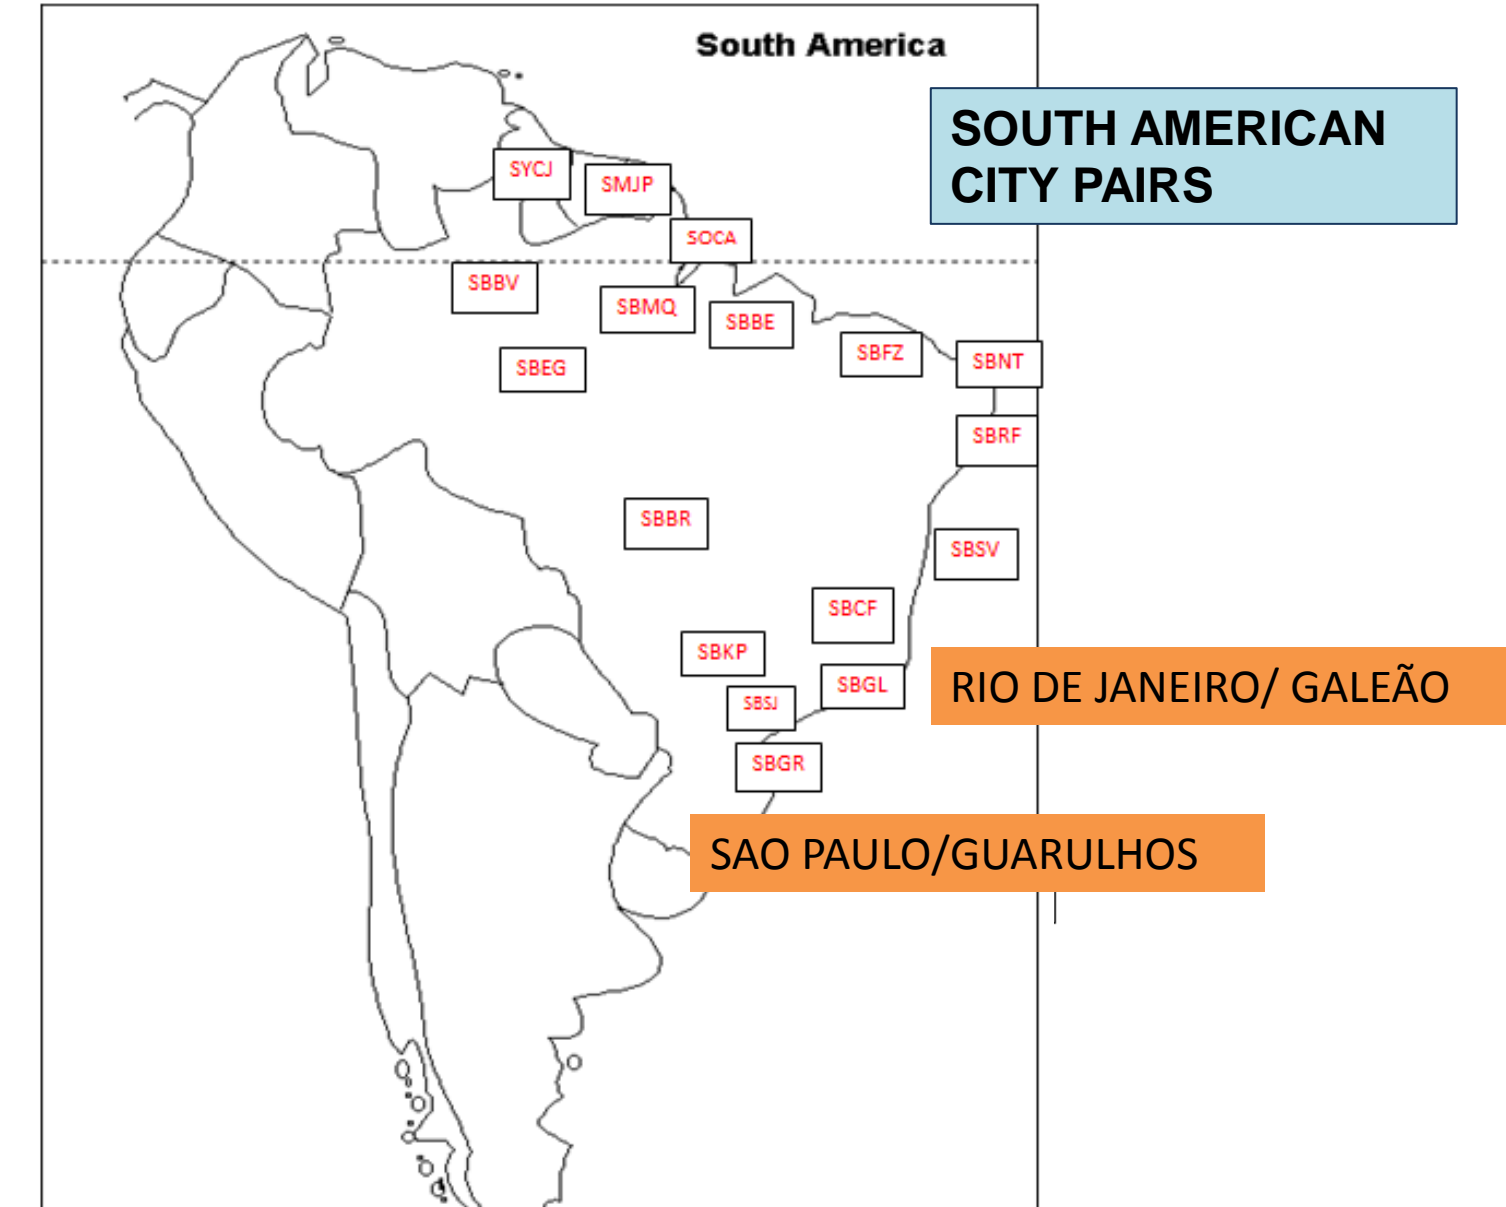 South America
SOUTH AMERICAN
CITY PAIRS
SYCJ
SMJP
SOCA
SBBV
SBMQ
SBBE
SBFZ
SBNT
SBEG
SBRF
SBBR
SBSV
SBCF
SBKP
SBGL
RIO DE JANEIRO/ GALEÃO
SBSJ
SBGR
SAO PAULO/GUARULHOS